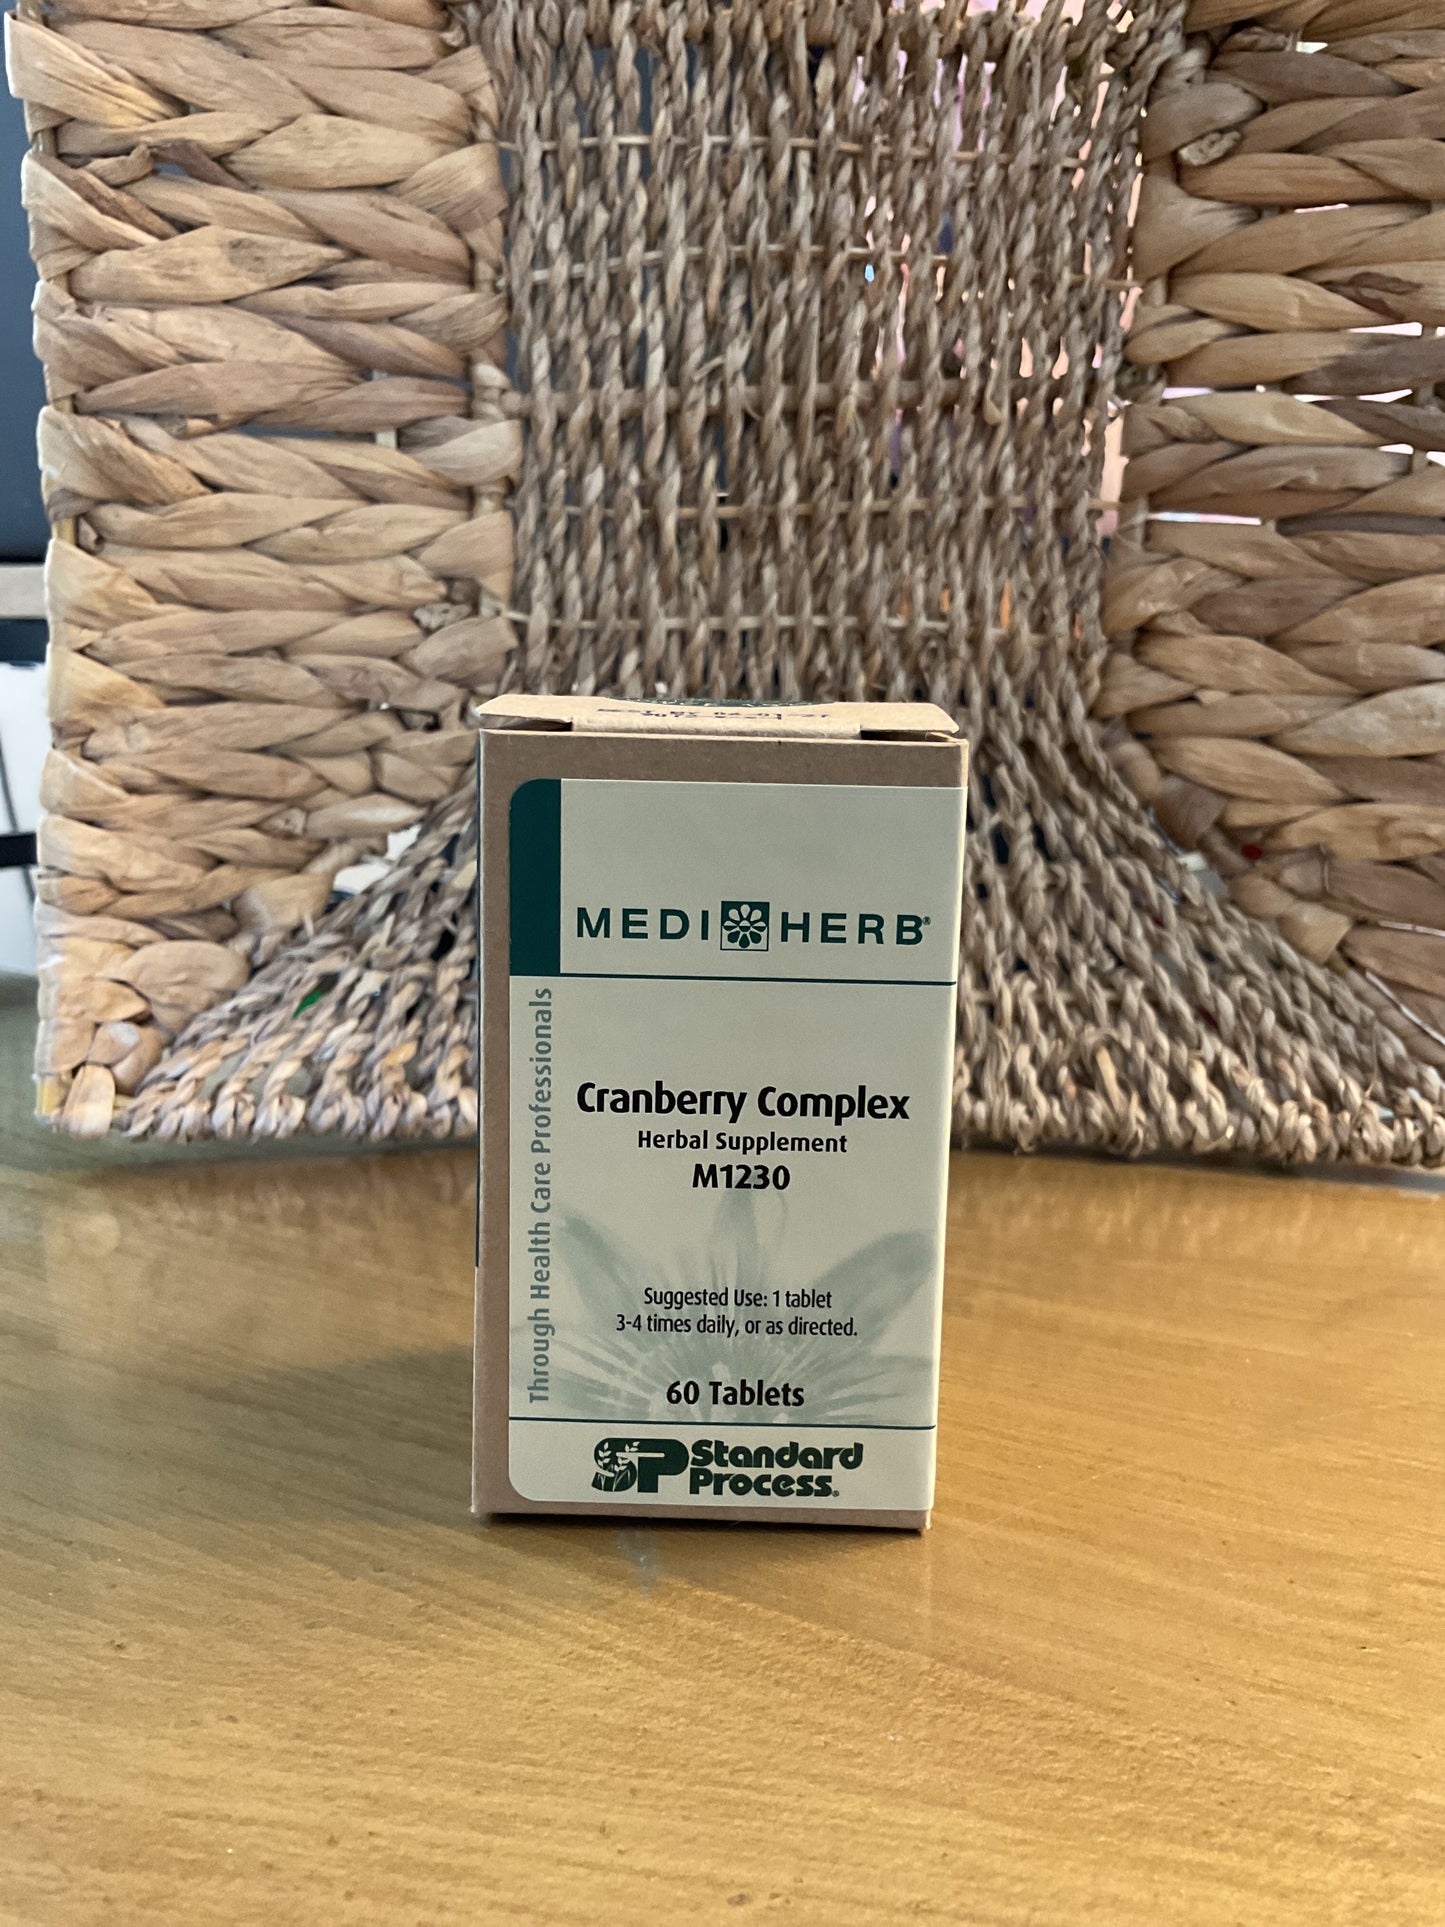 MEDI HERB®
Cranberry Complex
Herbal Supplement
M1230
Through Health Care Professionals
Suggested Use: 1 tablet
3-4 times daily, or as directed.
60 Tablets
SP Standard
Process®